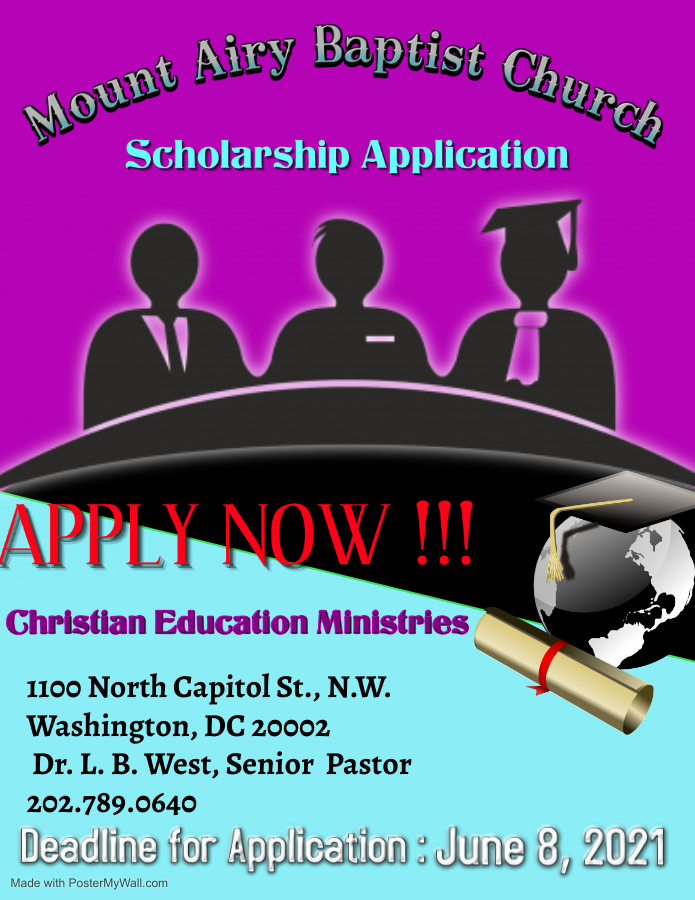 Mount Airy Baptist Church
Scholarship Application
APPLY NOW !!!
Christian Education Ministries
1100 North Capitol St., N.W.
Washington, DC 20002
Dr. L. B. West, Senior Pastor
202.789.0640
Deadline for Application : June 8, 2021
Made with PosterMyWall.com